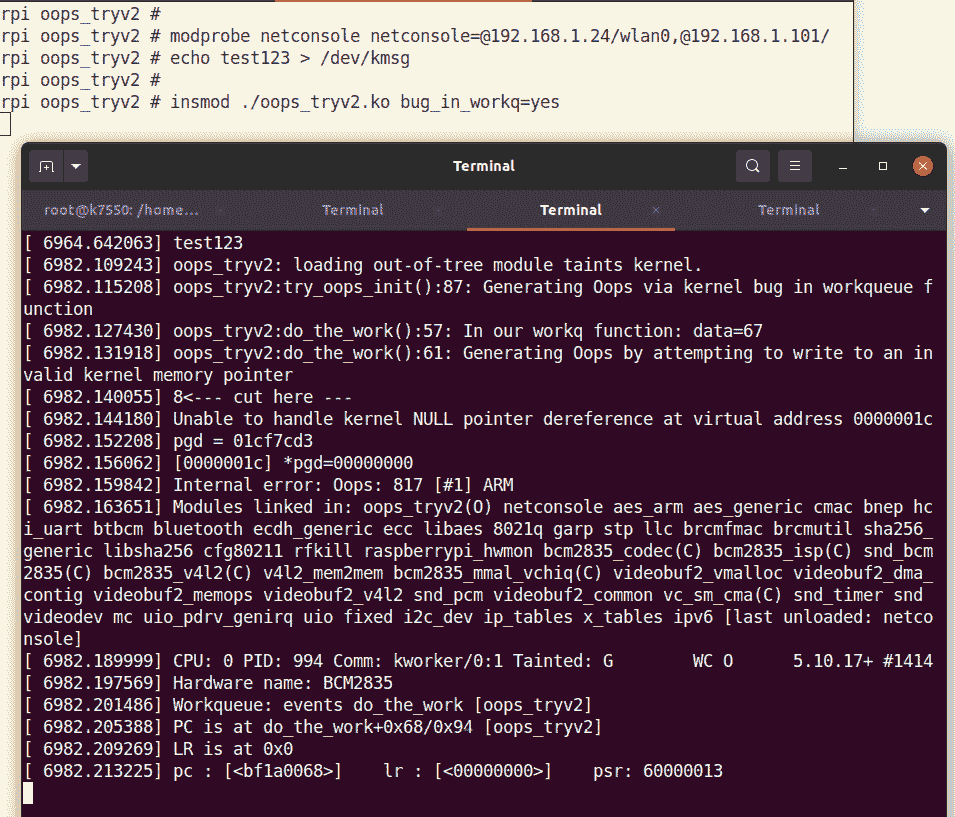 rpi oops_tryv2 #
rpi oops_tryv2 # modprobe netconsole netconsole=@192.168.1.24/wlan0,@192.168.1.101/
rpi oops_tryv2 # echo test123 > /dev/kmsg
rpi oops_tryv2 #
rpi oops_tryv2 # insmod ./oops_tryv2.ko bug_in_workq=yes
Terminal
root@k7550: /home... Terminal Terminal Terminal
[ 6964.642063] test123
[ 6982.109243] oops_tryv2: loading out-of-tree module taints kernel.
[ 6982.115208] oops_tryv2:try_oops_init():87: Generating Oops via kernel bug in workqueue f
unction
[ 6982.127430] oops_tryv2:do_the_work():57: In our workq function: data=67
[ 6982.131918] oops_tryv2:do_the_work():61: Generating Oops by attempting to write to an in
valid kernel memory pointer
[ 6982.140055] 8<--- cut here ---
[ 6982.144180] Unable to handle kernel NULL pointer dereference at virtual address 0000001c
[ 6982.152208] pgd = 01cf7cd3
[ 6982.156062] [0000001c] *pgd=00000000
[ 6982.159842] Internal error: Oops: 817 [#1] ARM
[ 6982.163651] Modules linked in: oops_tryv2(O) netconsole aes_arm aes_generic cmac bnep hc
i_uart btbcm bluetooth ecdh_generic ecc libaes 8021q garp stp llc brcmfmac brcmutil sha256_
generic libsha256 cfg80211 rfkill raspberrypi_hwmon bcm2835_codec(C) bcm2835_isp(C) snd_bcm
2835(C) bcm2835_v4l2(C) v4l2_mem2mem bcm2835_mmal_vchiq(C) videobuf2_vmalloc videobuf2_dma_
contig videobuf2_memops videobuf2_v4l2 snd_pcm videobuf2_common vc_sm_cma(C) snd_timer snd
videodev mc uio_pdrv_genirq uio fixed i2c_dev ip_tables x_tables ipv6 [last unloaded: netco
nsole]
[ 6982.189999] CPU: 0 PID: 994 Comm: kworker/0:1 Tainted: G        WC O      5.10.17+ #1414
[ 6982.197569] Hardware name: BCM2835
[ 6982.201486] Workqueue: events do_the_work [oops_tryv2]
[ 6982.205388] PC is at do_the_work+0x68/0x94 [oops_tryv2]
[ 6982.209269] LR is at 0x0
[ 6982.213225] pc : [<bf1a0068>]    lr : [<00000000>]    psr: 60000013